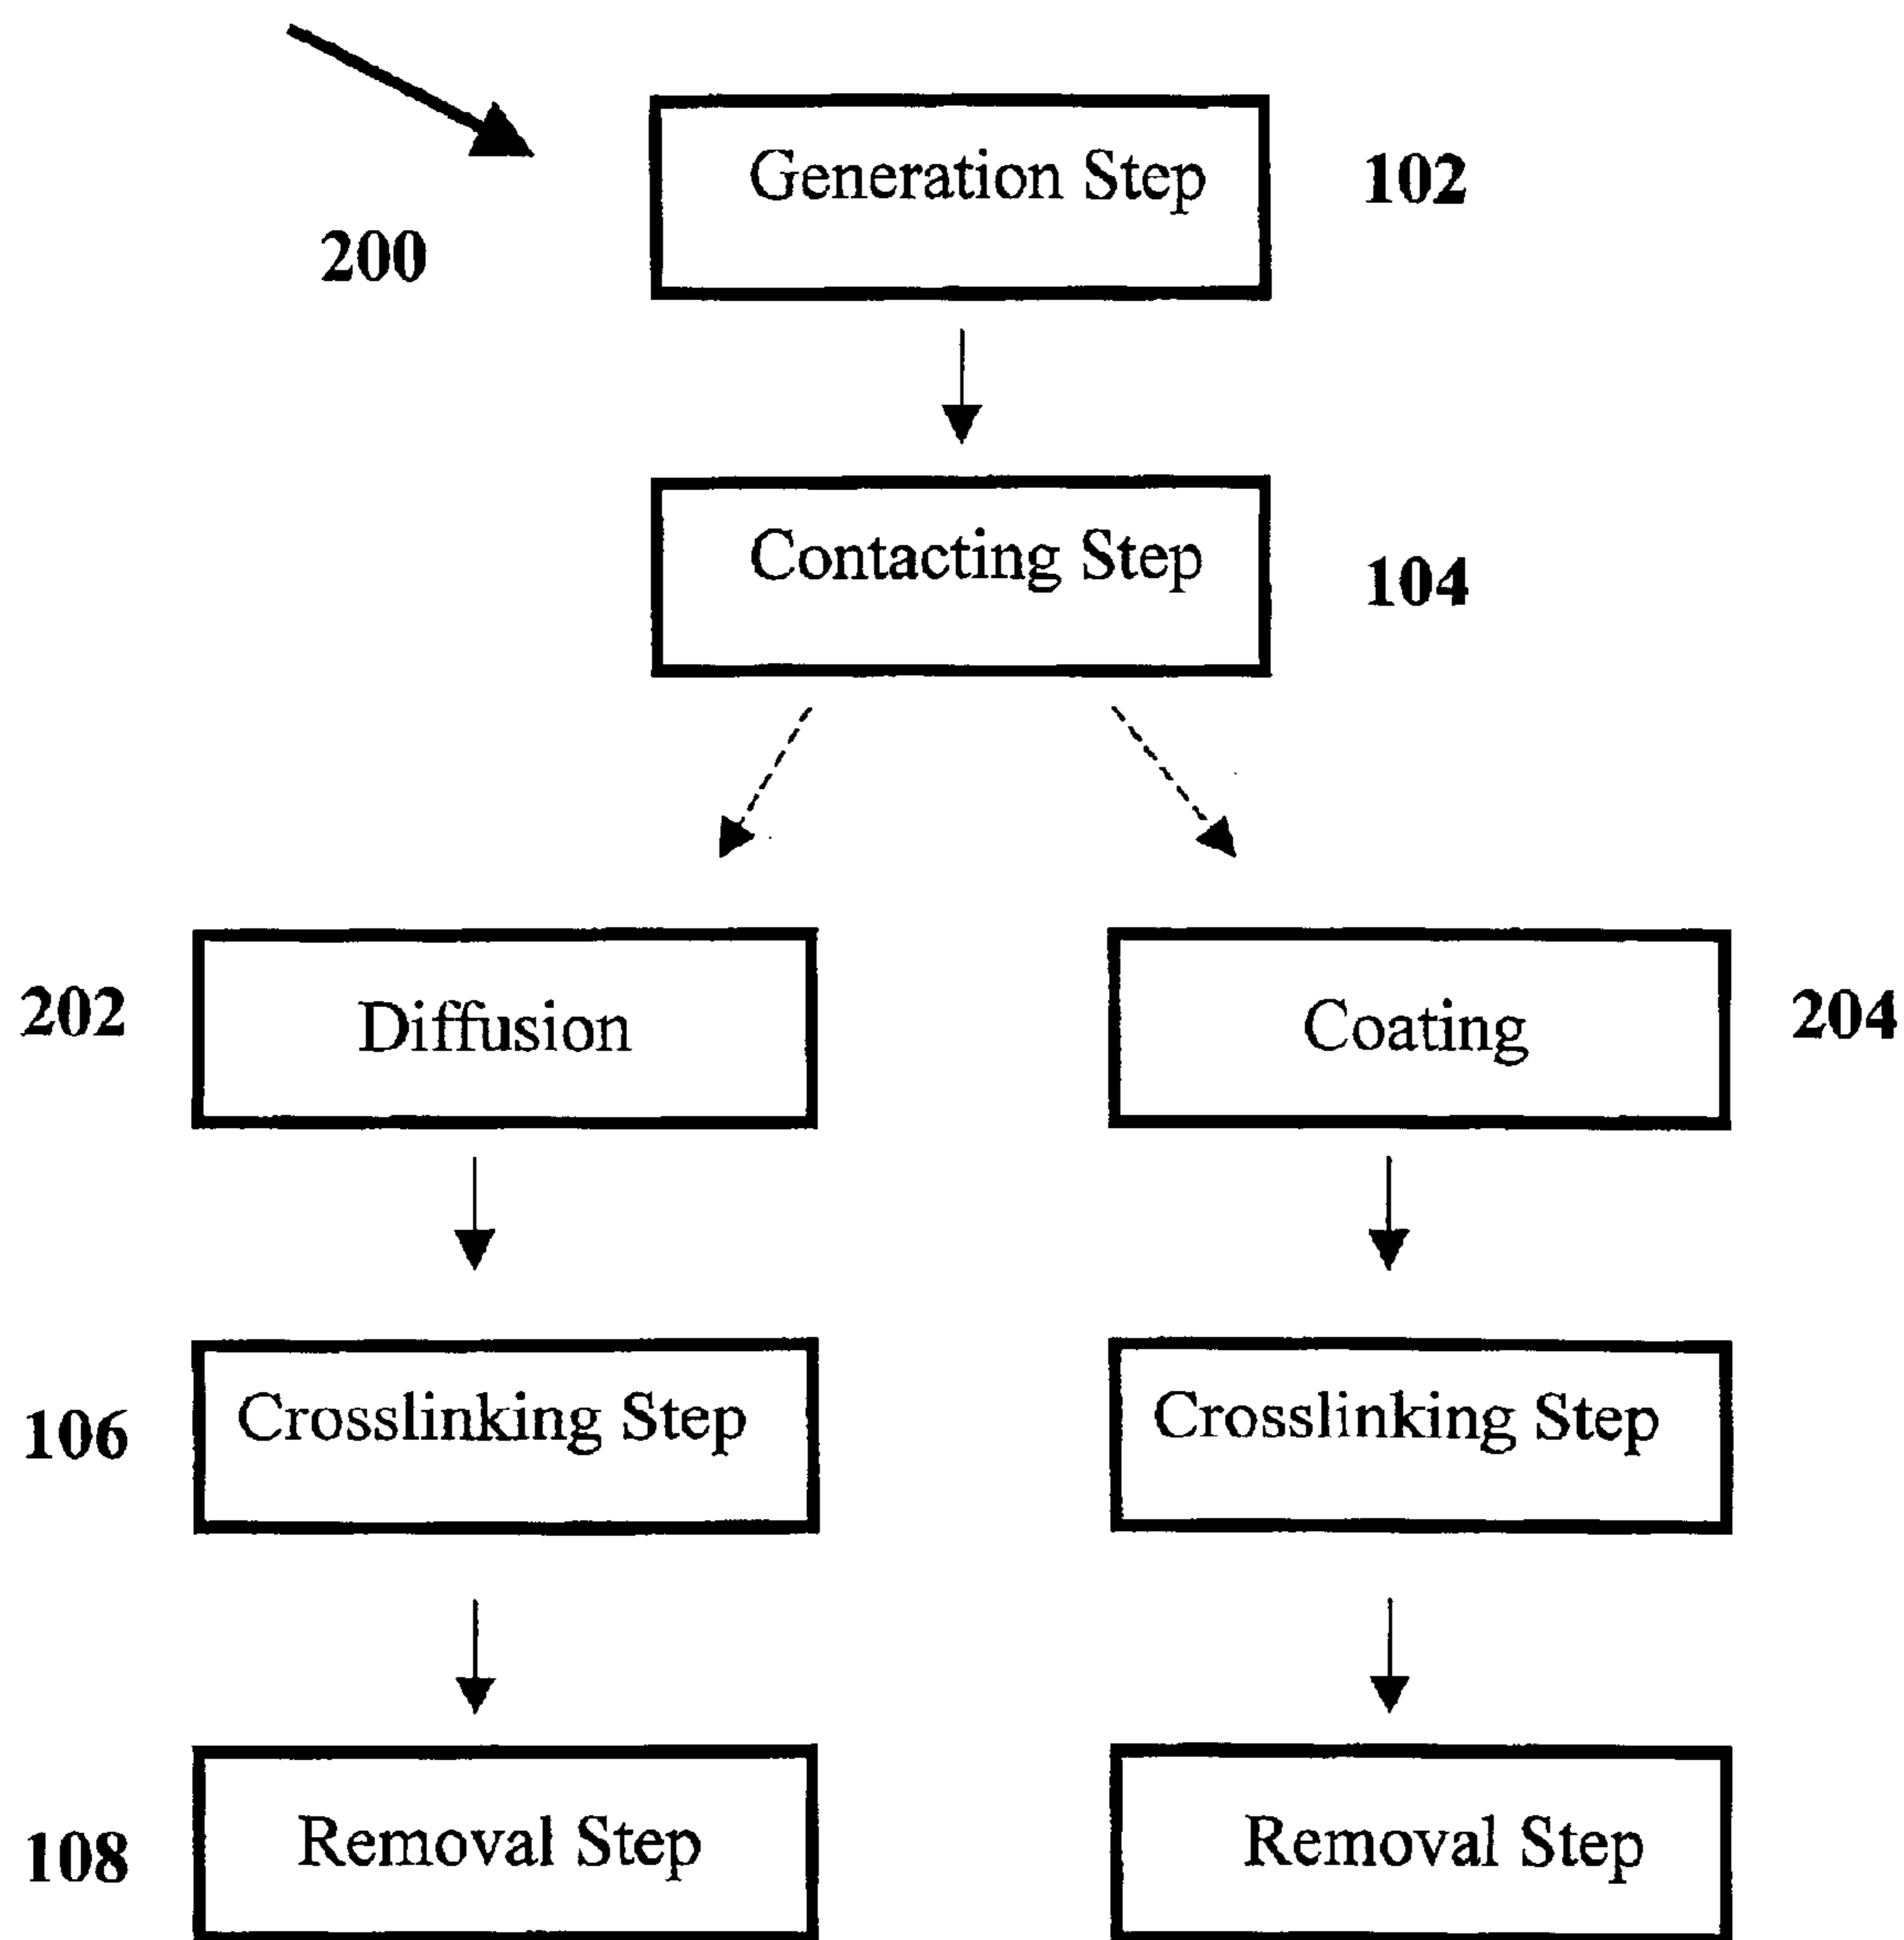 Generation Step
102
200
Contacting Step
104
202
Diffusion
Coating
204
106
Crosslinking Step
Crosslinking Step
108
Removal Step
Removal Step